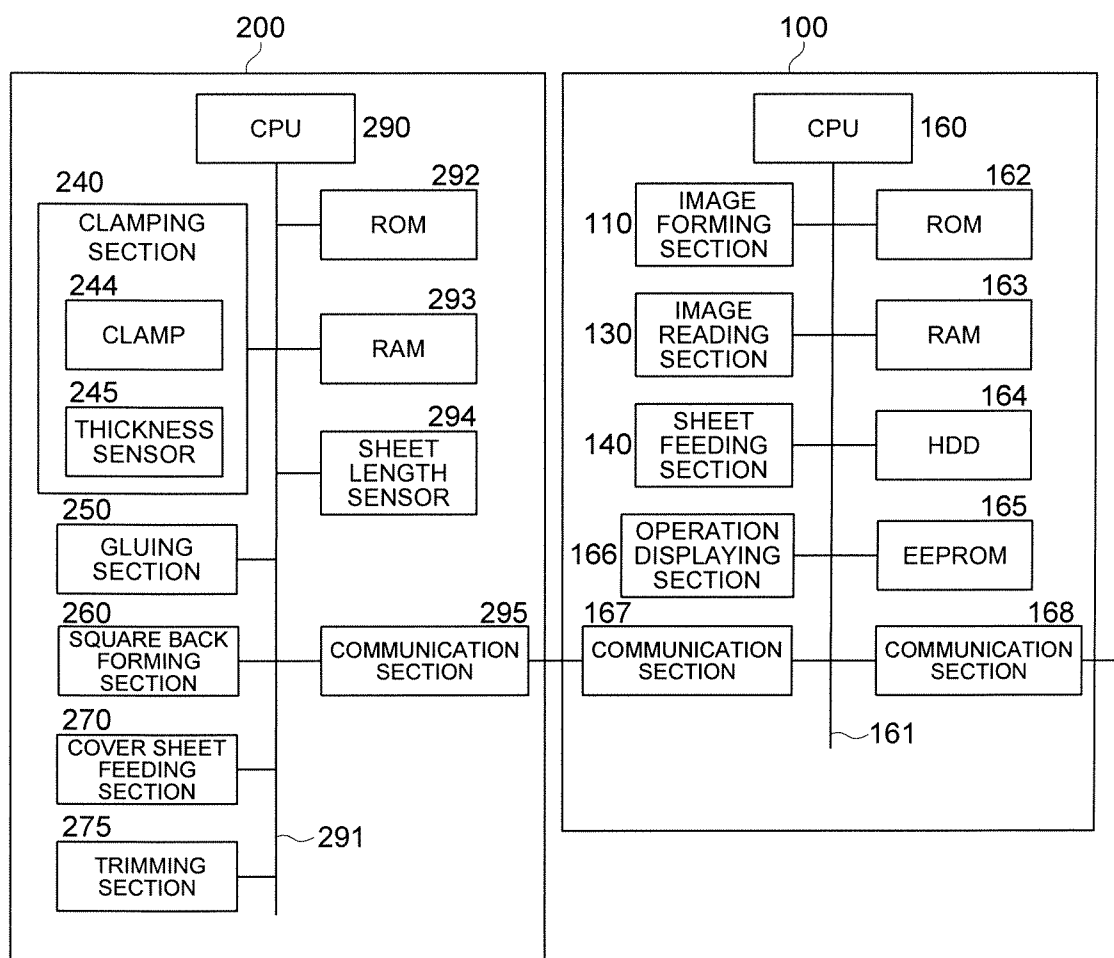 200
100
CPU
290
CPU
160
240
CLAMPING
SECTION
244
CLAMP
245
THICKNESS
SENSOR
292
ROM
293
RAM
294
SHEET
LENGTH
SENSOR
250
GLUING
SECTION
260
SQUARE BACK
FORMING
SECTION
295
COMMUNICATION
SECTION
270
COVER SHEET
FEEDING
SECTION
275
TRIMMING
SECTION
291
110
IMAGE
FORMING
SECTION
162
ROM
130
IMAGE
READING
SECTION
163
RAM
140
SHEET
FEEDING
SECTION
164
HDD
166
OPERATION
DISPLAYING
SECTION
165
EEPROM
167
COMMUNICATION
SECTION
168
COMMUNICATION
SECTION
161